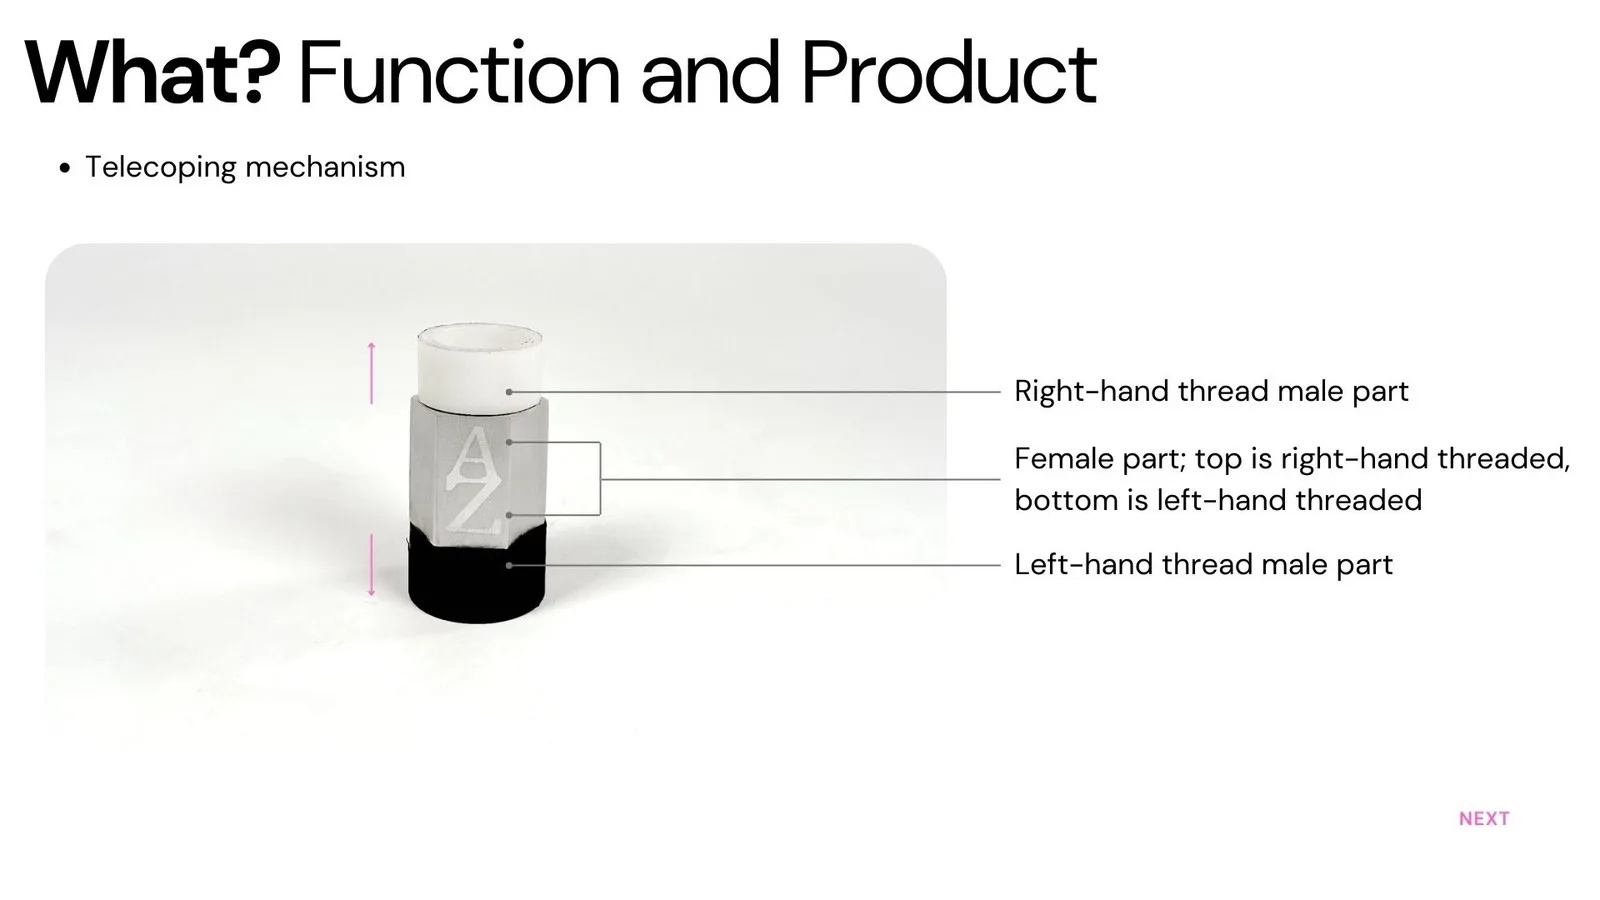 What? Function and Product
• Telecoping mechanism
Right-hand thread male part
A
Z
Female part; top is right-hand threaded,
bottom is left-hand threaded
Left-hand thread male part
NEXT